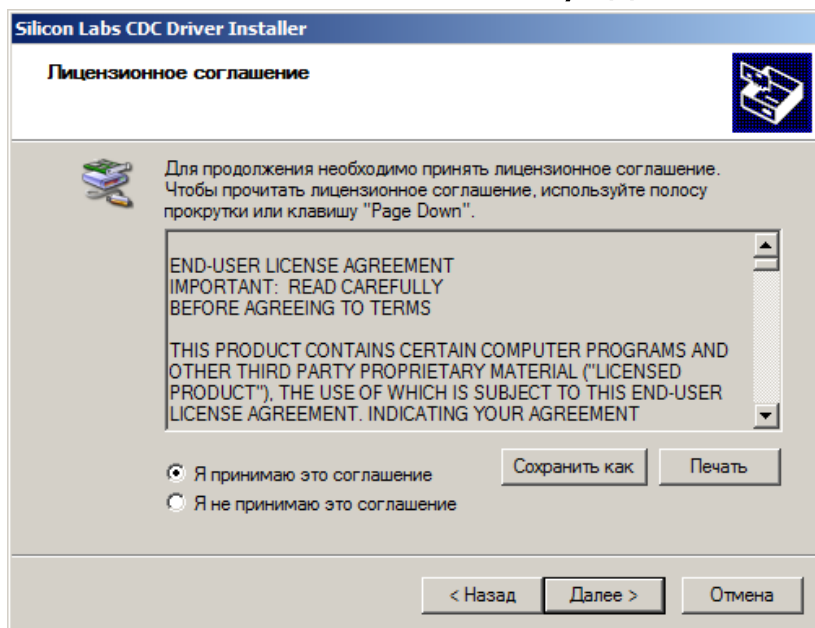 Silicon Labs CDC Driver Installer
Лицензионное соглашение
Для продолжения необходимо принять лицензионное соглашение.
Чтобы прочитать лицензионное соглашение, используйте полосу
прокрутки или клавишу "Page Down".
END-USER LICENSE AGREEMENT
IMPORTANT: READ CAREFULLY
BEFORE AGREEING TO TERMS
THIS PRODUCT CONTAINS CERTAIN COMPUTER PROGRAMS AND
OTHER THIRD PARTY PROPRIETARY MATERIAL ("LICENSED
PRODUCT"), THE USE OF WHICH IS SUBJECT TO THIS END-USER
LICENSE AGREEMENT. INDICATING YOUR AGREEMENT
Я принимаю это соглашение
Сохранить как
Печать
Я не принимаю это соглашение
< Назад
Далее >
Отмена